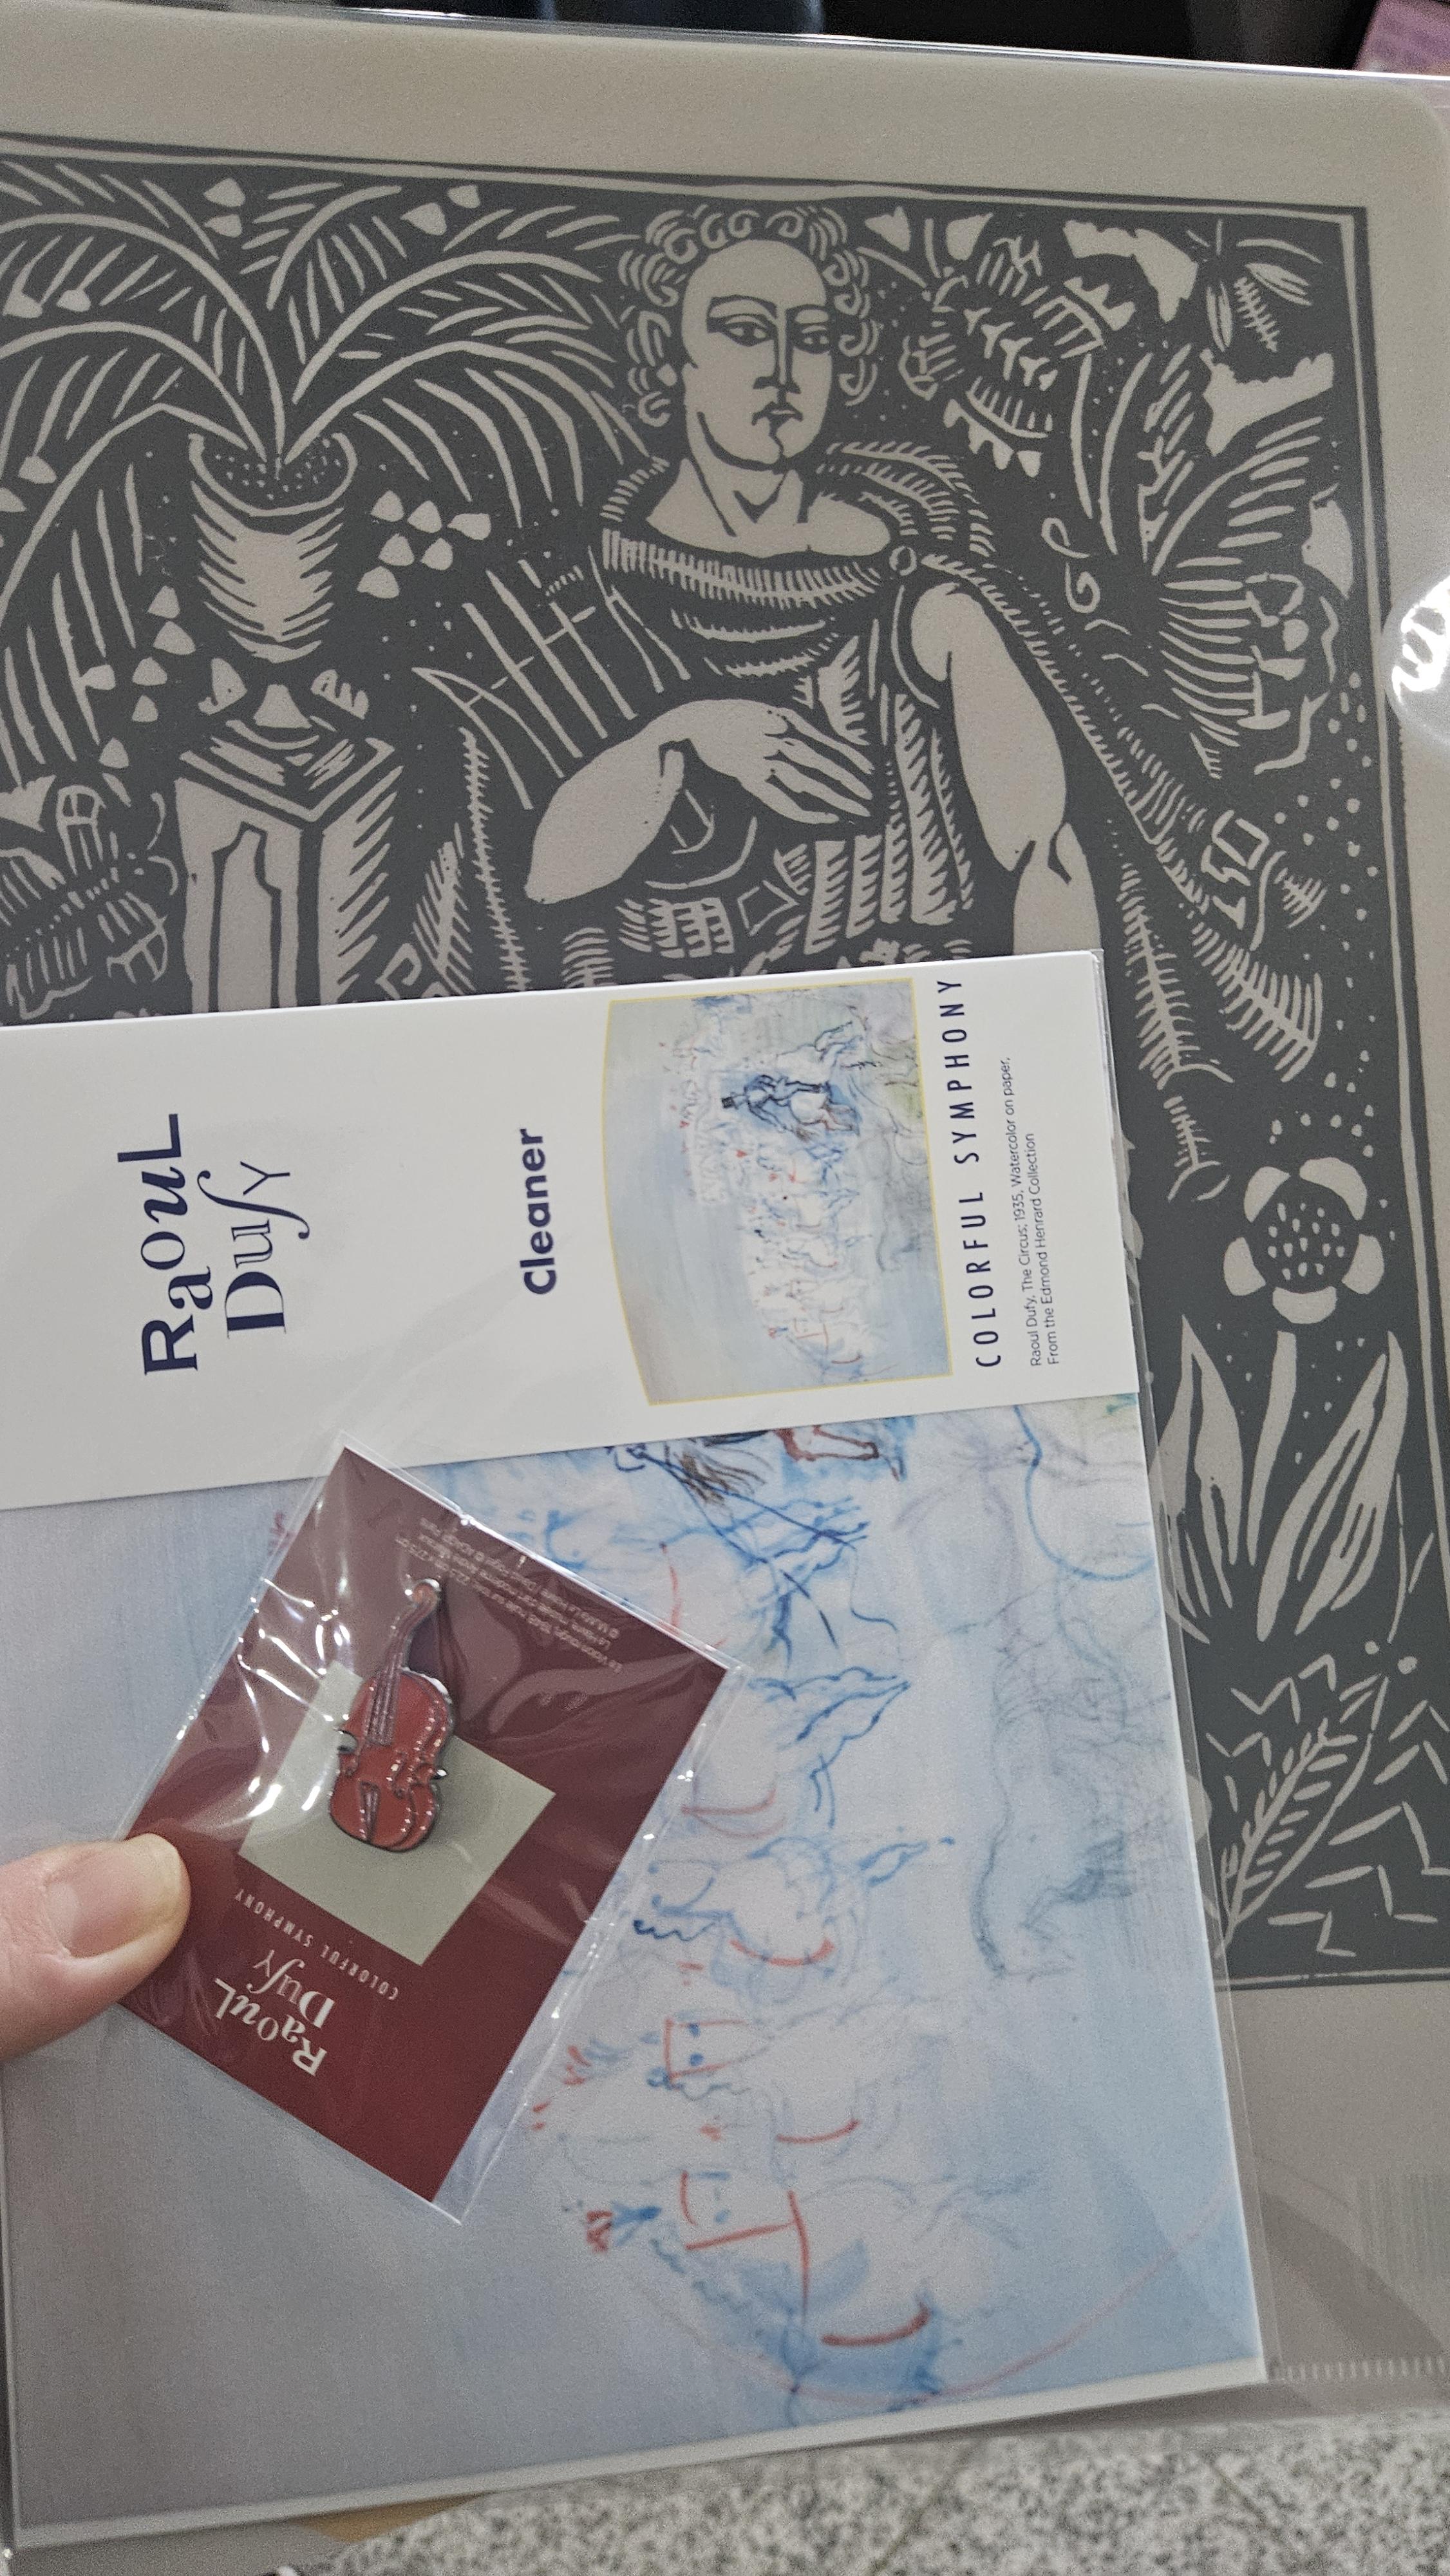 Raoul
Dufy
Cleaner
COLORFUL SYMPHONY
Raoul Dufy, The Circus, 1935, Watercolor on paper,
From the Edmond Henrard Collection
Raoul
Dufy
COLORFUL SYMPHONY